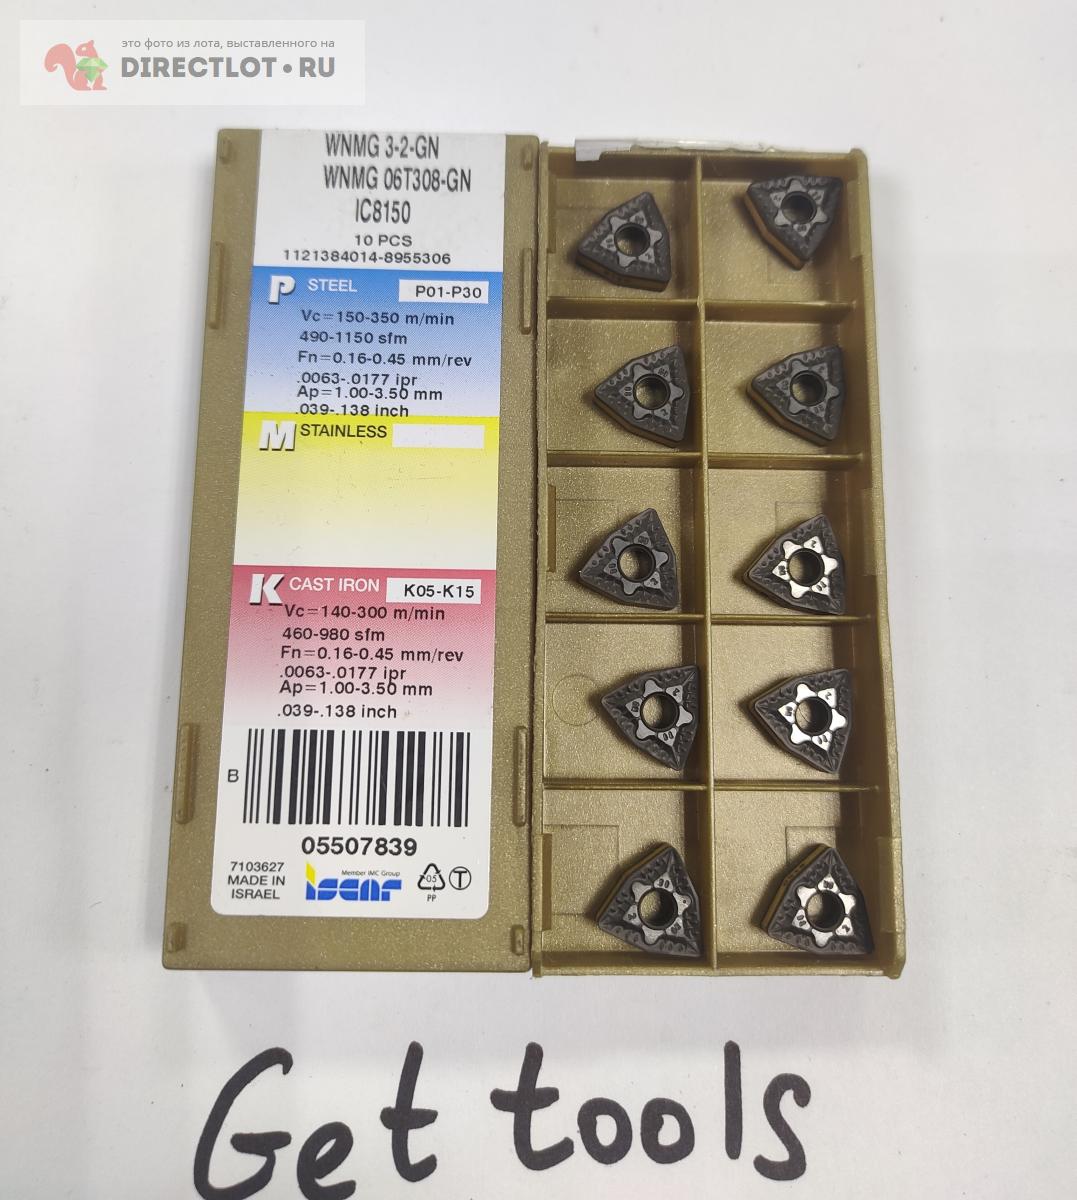 это фото из лота, выставленного на
DIRECTLOT•RU
WNMG 3-2-GN
WNMG 06T308-GN
IC8150
10 PCS
1121384014-8955306
P STEEL P01-P30
Vc=150-350 m/min
490-1150 sfm
Fn=0.16-0.45 mm/rev
.0063-.0177 ipr
Ap=1.00-3.50 mm
.039-.138 inch
M STAINLESS
K CAST IRON K05-K15
Vc=140-300 m/min
460-980 sfm
Fn=0.16-0.45 mm/rev
.0063-.0177 ipr
Ap=1.00-3.50 mm
.039-.138 inch
B
05507839
7103627
MADE IN
ISRAEL
Member IMC Group
iscar
05
PP
T
Get tools